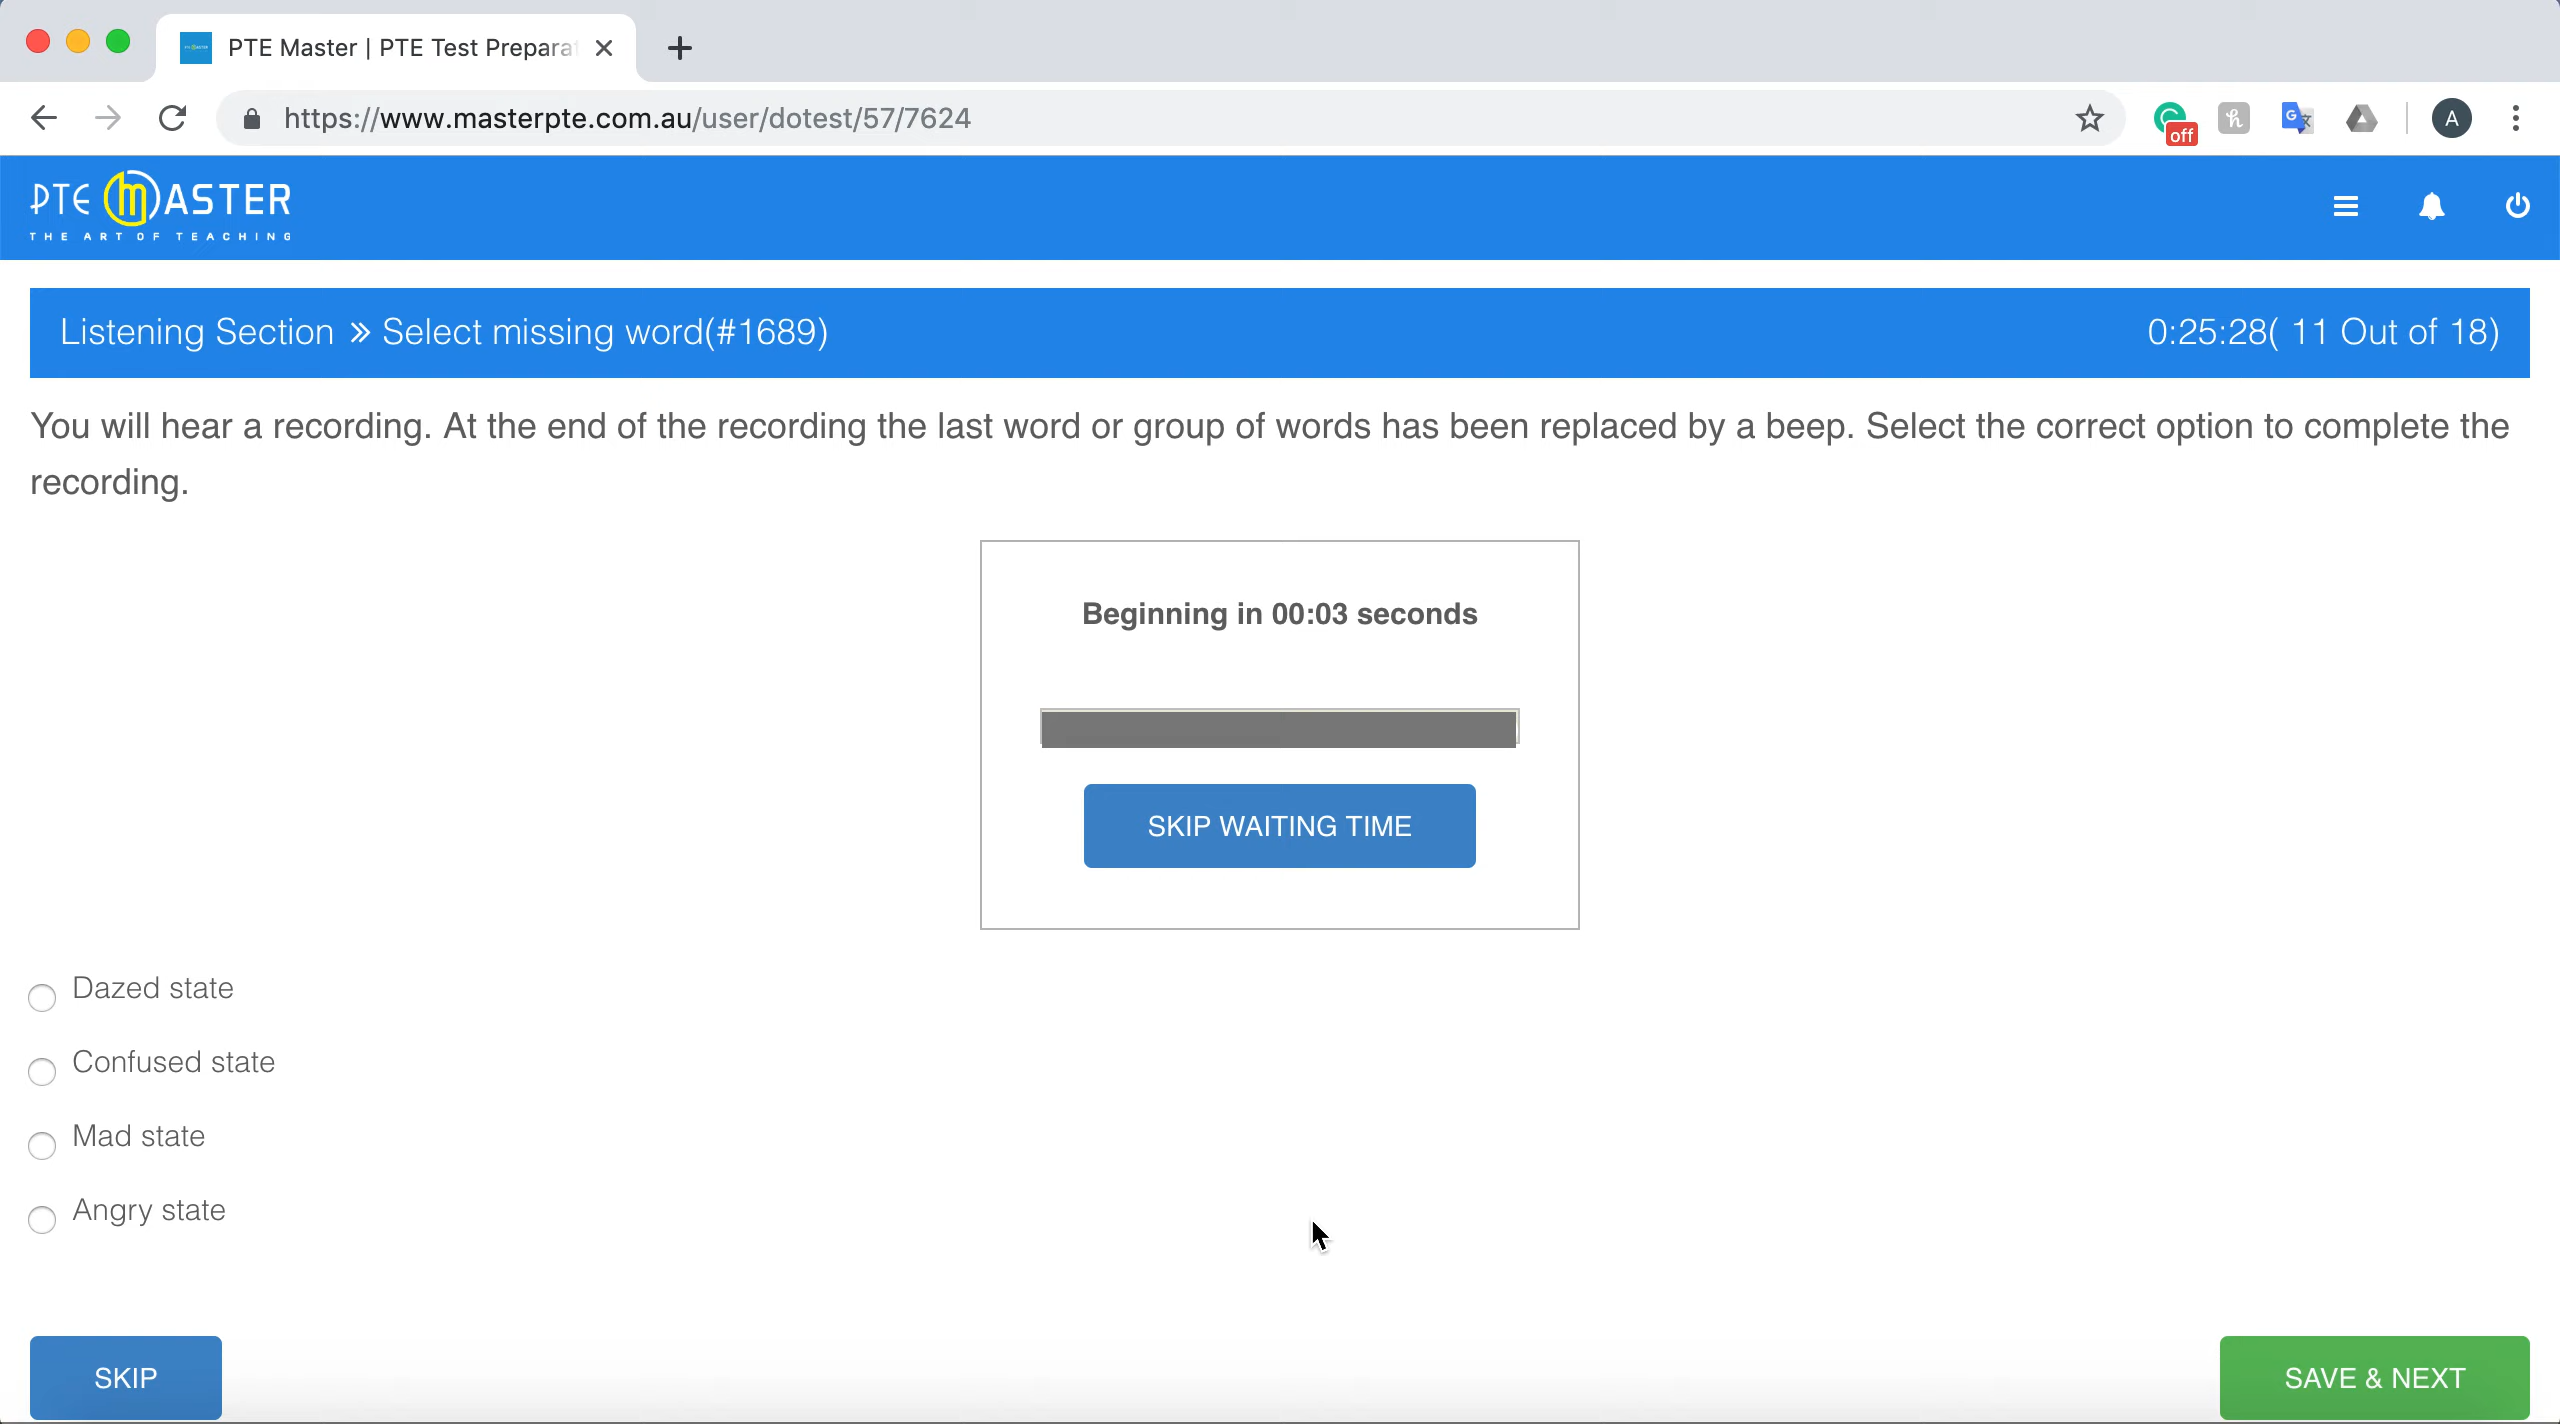 PTE Master | PTE Test Prepara
https://www.masterpte.com.au/user/dotest/57/7624
off
A
PTE MASTER
THE ART OF TEACHING
Listening Section » Select missing word(#1689)
0:25:28( 11 Out of 18)
You will hear a recording. At the end of the recording the last word or group of words has been replaced by a beep. Select the correct option to complete the
recording.
Beginning in 00:03 seconds
SKIP WAITING TIME
Dazed state
Confused state
Mad state
Angry state
SKIP
SAVE & NEXT